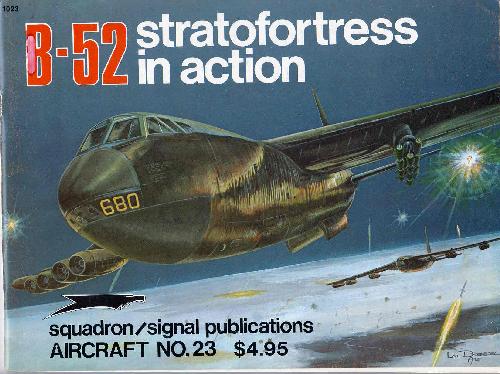 1023
B-52 stratofortress
in action
680
squadron/signal publications
AIRCRAFT NO.23 $4.95